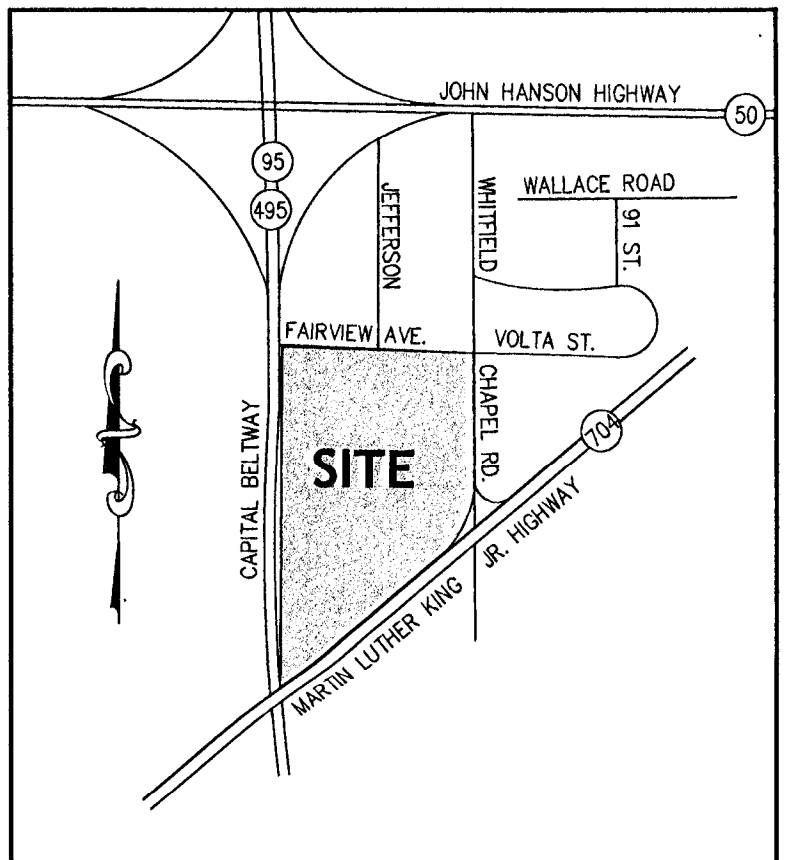 JOHN HANSON HIGHWAY
50
95
495
JEFFERSON
WHITFIELD
WALLACE ROAD
91 ST.
FAIRVIEW AVE.
VOLTA ST.
CHAPEL RD.
704
CAPITAL BELTWAY
SITE
MARTIN LUTHER KING JR. HIGHWAY